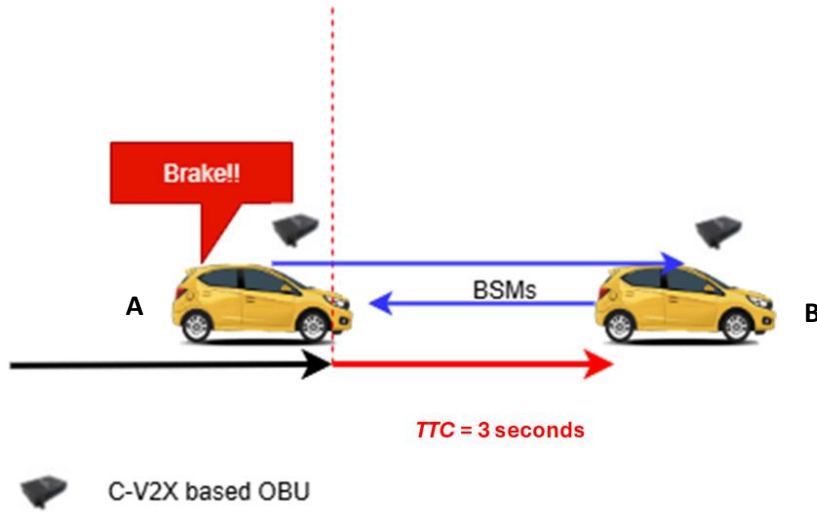 Brake!!
A
BSMs
B
TTC = 3 seconds
C-V2X based OBU